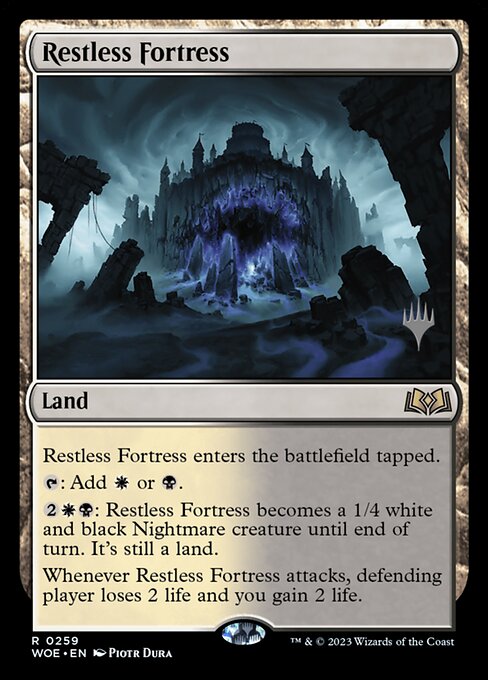 Restless Fortress
Land
Restless Fortress enters the battlefield tapped.
: Add or .
2: Restless Fortress becomes a 1/4 white
and black Nightmare creature until end of
turn. It's still a land.
Whenever Restless Fortress attacks, defending
player loses 2 life and you gain 2 life.
R 0259
WOE • EN Piotr Dura
™ & © 2023 Wizards of the Coast